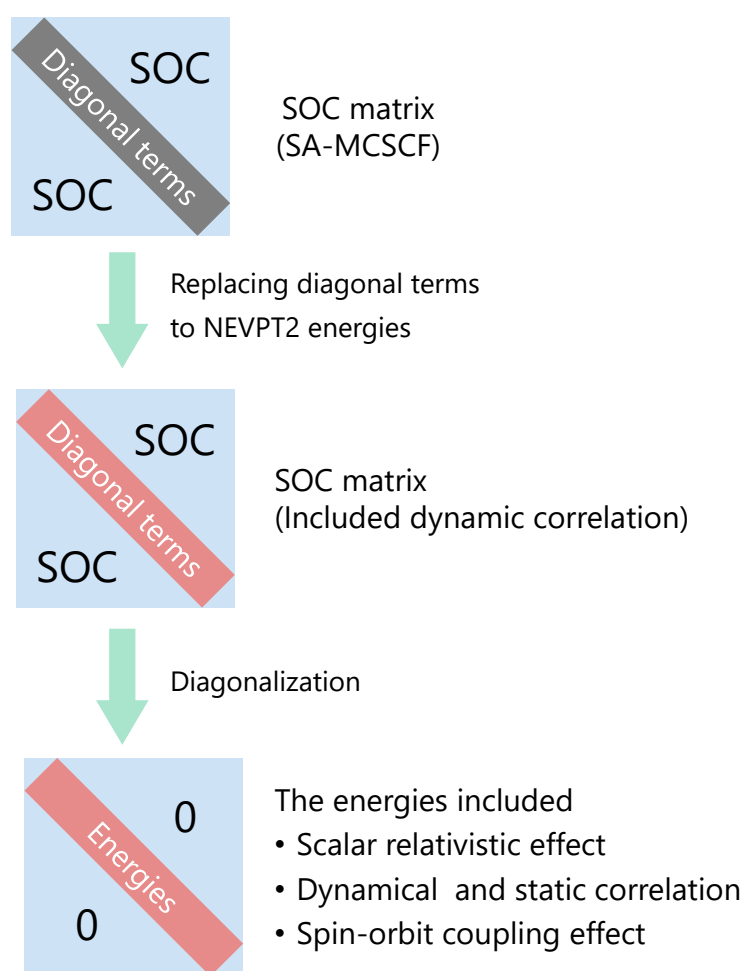 SOC
Diagonal terms
SOC
SOC matrix
(SA-MCSCF)
Replacing diagonal terms
to NEVPT2 energies
SOC
Diagonal terms
SOC
SOC matrix
(Included dynamic correlation)
Diagonalization
0
Energies
0
The energies included
• Scalar relativistic effect
• Dynamical  and static correlation
• Spin-orbit coupling effect